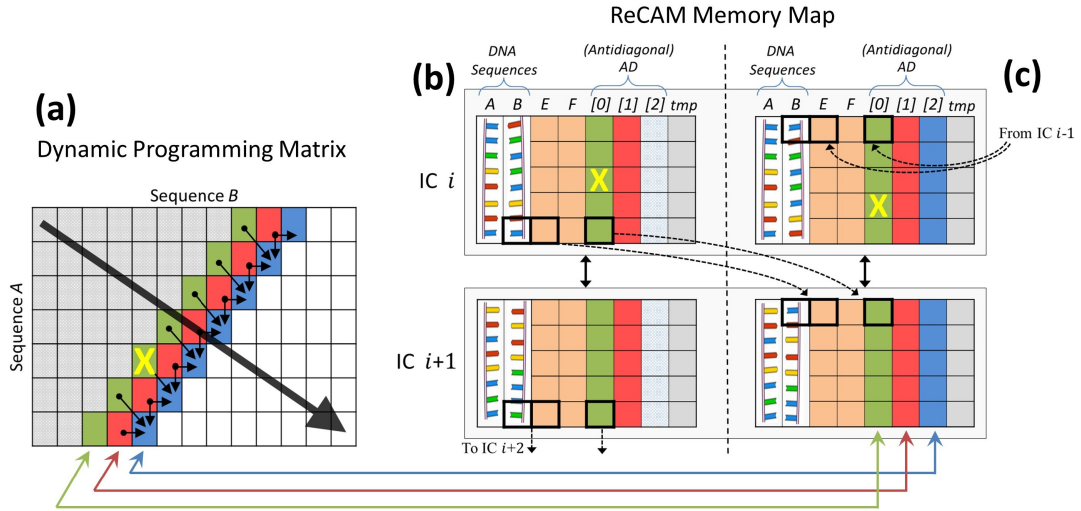 ReCAM Memory Map
(a)
Dynamic Programming Matrix
Sequence B
Sequence A
X
(b)
DNA
Sequences
(Antidiagonal)
AD
A B E F [0] [1] [2] tmp
IC i
X
IC i+1
To IC i+2
(c)
DNA
Sequences
(Antidiagonal)
AD
A B E F [0] [1] [2] tmp
From IC i-1
X